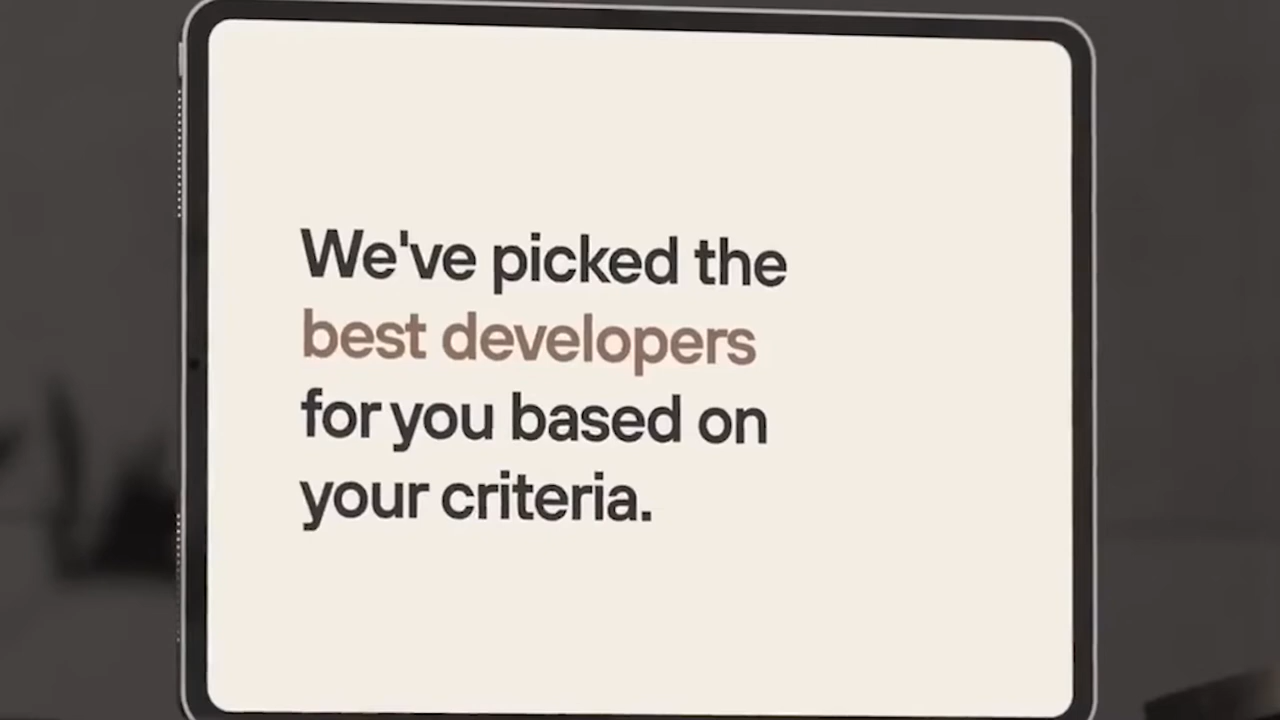 We've picked the
best developers
for you based on
your criteria.